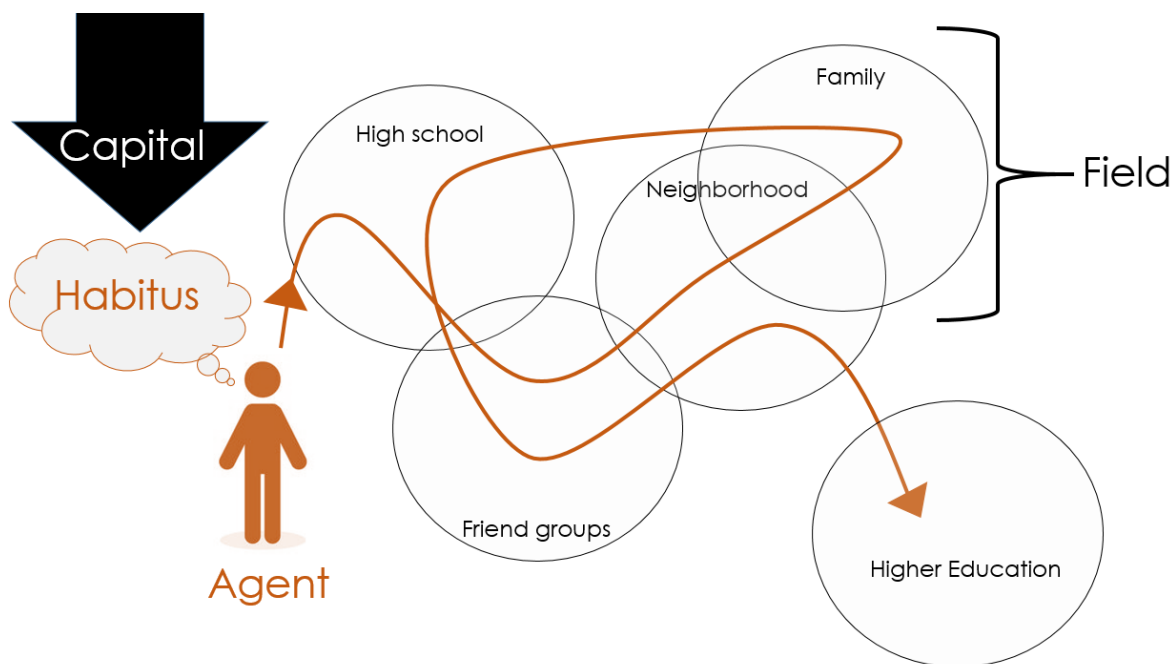 Capital
Habitus
Agent
High school
Family
Neighborhood
Field
Friend groups
Higher Education